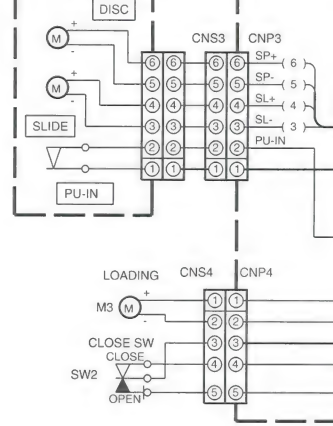 DISC
M + -
CNS3 CNP3
6 6 6 6 SP+ 6
5 5 5 5 SP- 5
M + - 4 4 4 4 SL+ 4
SLIDE 3 3 3 3 SL- 3
2 2 2 2 PU-IN
1 1 1 1
PU-IN
LOADING CNS4 CNP4
M3 M + - 1 1
2 2
CLOSE SW 3 3
CLOSE 4 4
SW2
OPEN 5 5